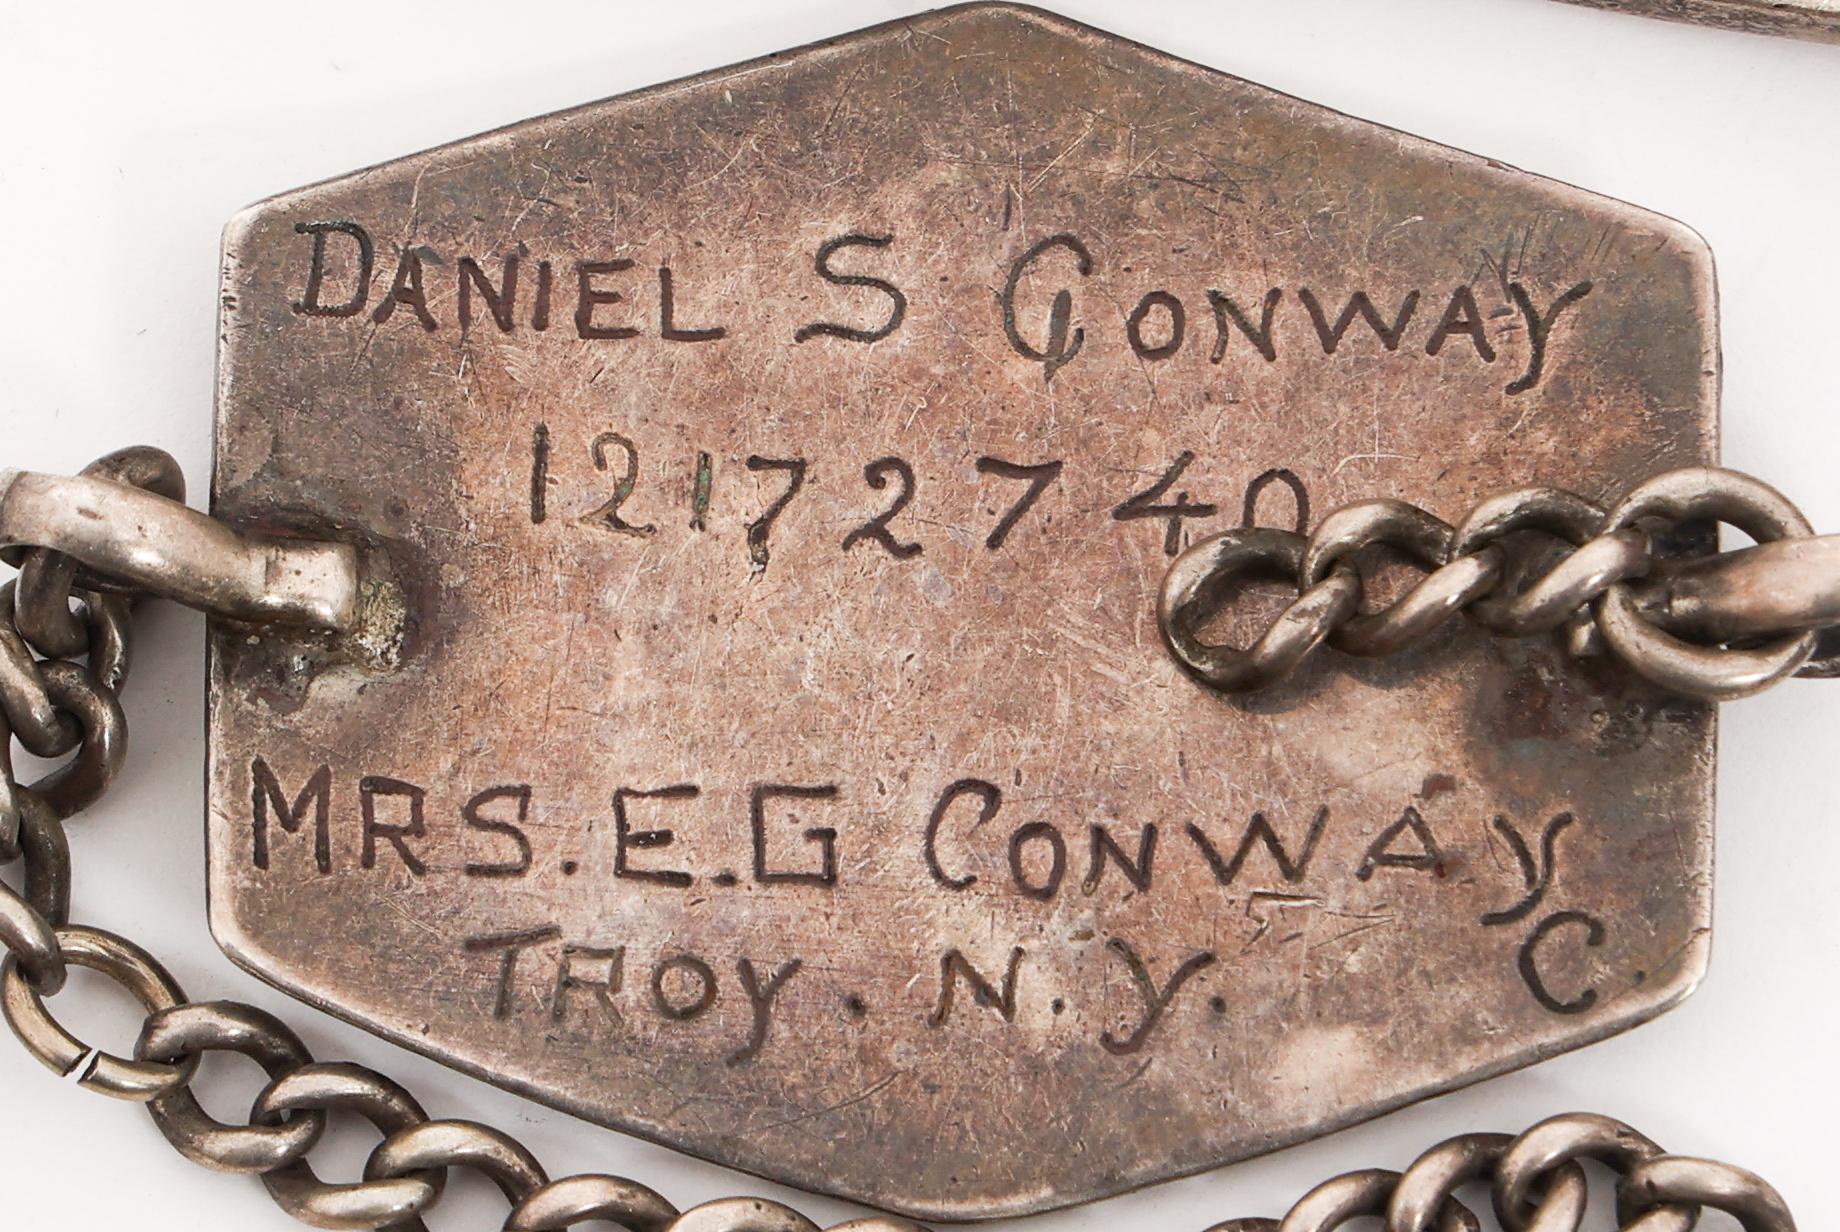 DANIEL S CONWAY
12172740
MRS. E.G CONWAY
TROY. N.Y. C